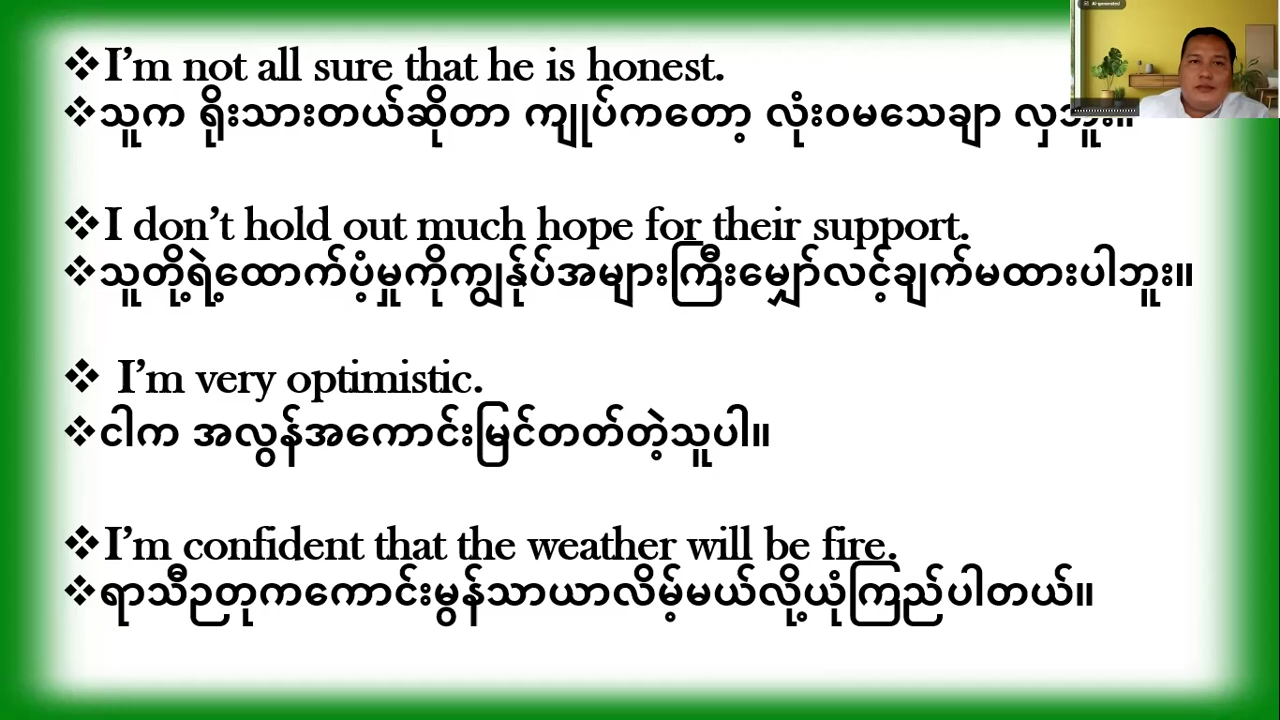 AI-generated
❖I’m not all sure that he is honest.
❖သူက ရိုးသားတယ်ဆိုတာ ကျုပ်ကတော့ လုံးဝမသေချာ လှဘူး။
❖I don’t hold out much hope for their support.
❖သူတို့ရဲ့ထောက်ပံ့မှုကိုကျွန်ုပ်အများကြီးမျှော်လင့်ချက်မထားပါဘူး။
❖ I’m very optimistic.
❖ငါက အလွန်အကောင်းမြင်တတ်တဲ့သူပါ။
❖I’m confident that the weather will be fire.
❖ရာသီဉတုကကောင်းမွန်သာယာလိမ့်မယ်လို့ယုံကြည်ပါတယ်။